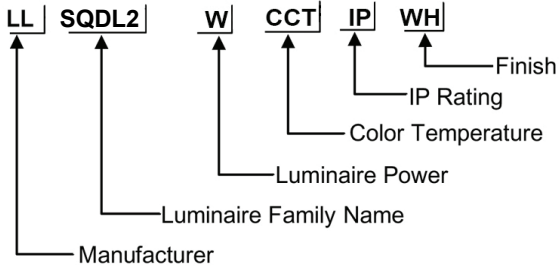 LL SQDL2 W CCT IP WH
Finish
IP Rating
Color Temperature
Luminaire Power
Luminaire Family Name
Manufacturer